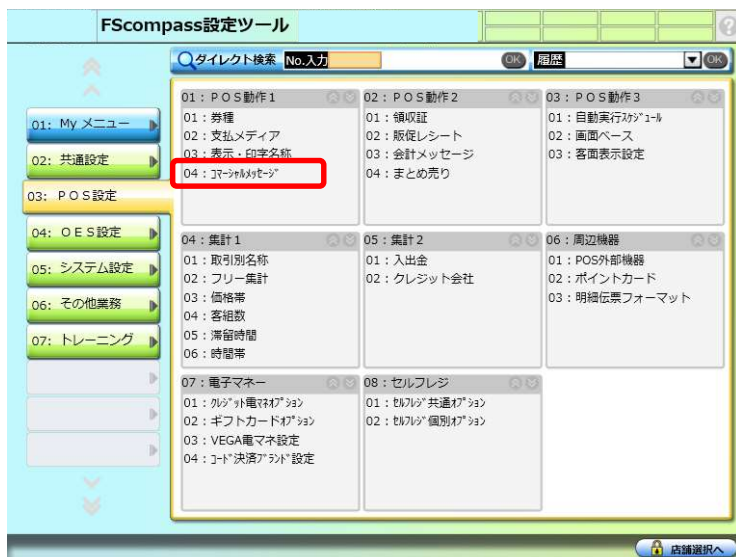 FScompass設定ツール
ダイレクト検索 No.入力 OK 履歴 OK
01: My メニュー
02: 共通設定
03: POS設定
04: OES設定
05: システム設定
06: その他業務
07: トレーニング
01：POS動作1
01：券種
02：支払メディア
03：表示・印字名称
04：ｺﾏｰｼｬﾙﾒｯｾｰｼﾞ
02：POS動作2
01：領収証
02：販促レシート
03：会計メッセージ
04：まとめ売り
03：POS動作3
01：自動実行ｽｹｼﾞｭｰﾙ
02：画面ベース
03：客面表示設定
04：集計1
01：取引別名称
02：フリー集計
03：価格帯
04：客組数
05：滞留時間
06：時間帯
05：集計2
01：入出金
02：クレジット会社
06：周辺機器
01：POS外部機器
02：ポイントカード
03：明細伝票フォーマット
07：電子マネー
01：ｸﾚｼﾞｯﾄ電ﾏﾈｵﾌﾟｼｮﾝ
02：ギフトカードｵﾌﾟｼｮﾝ
03：VEGA電マネ設定
04：ｺｰﾄﾞ決済ﾌﾞﾗﾝﾄﾞ設定
08：セルフレジ
01：ｾﾙﾌﾚｼﾞ共通ｵﾌﾟｼｮﾝ
02：ｾﾙﾌﾚｼﾞ個別ｵﾌﾟｼｮﾝ
店舗選択へ